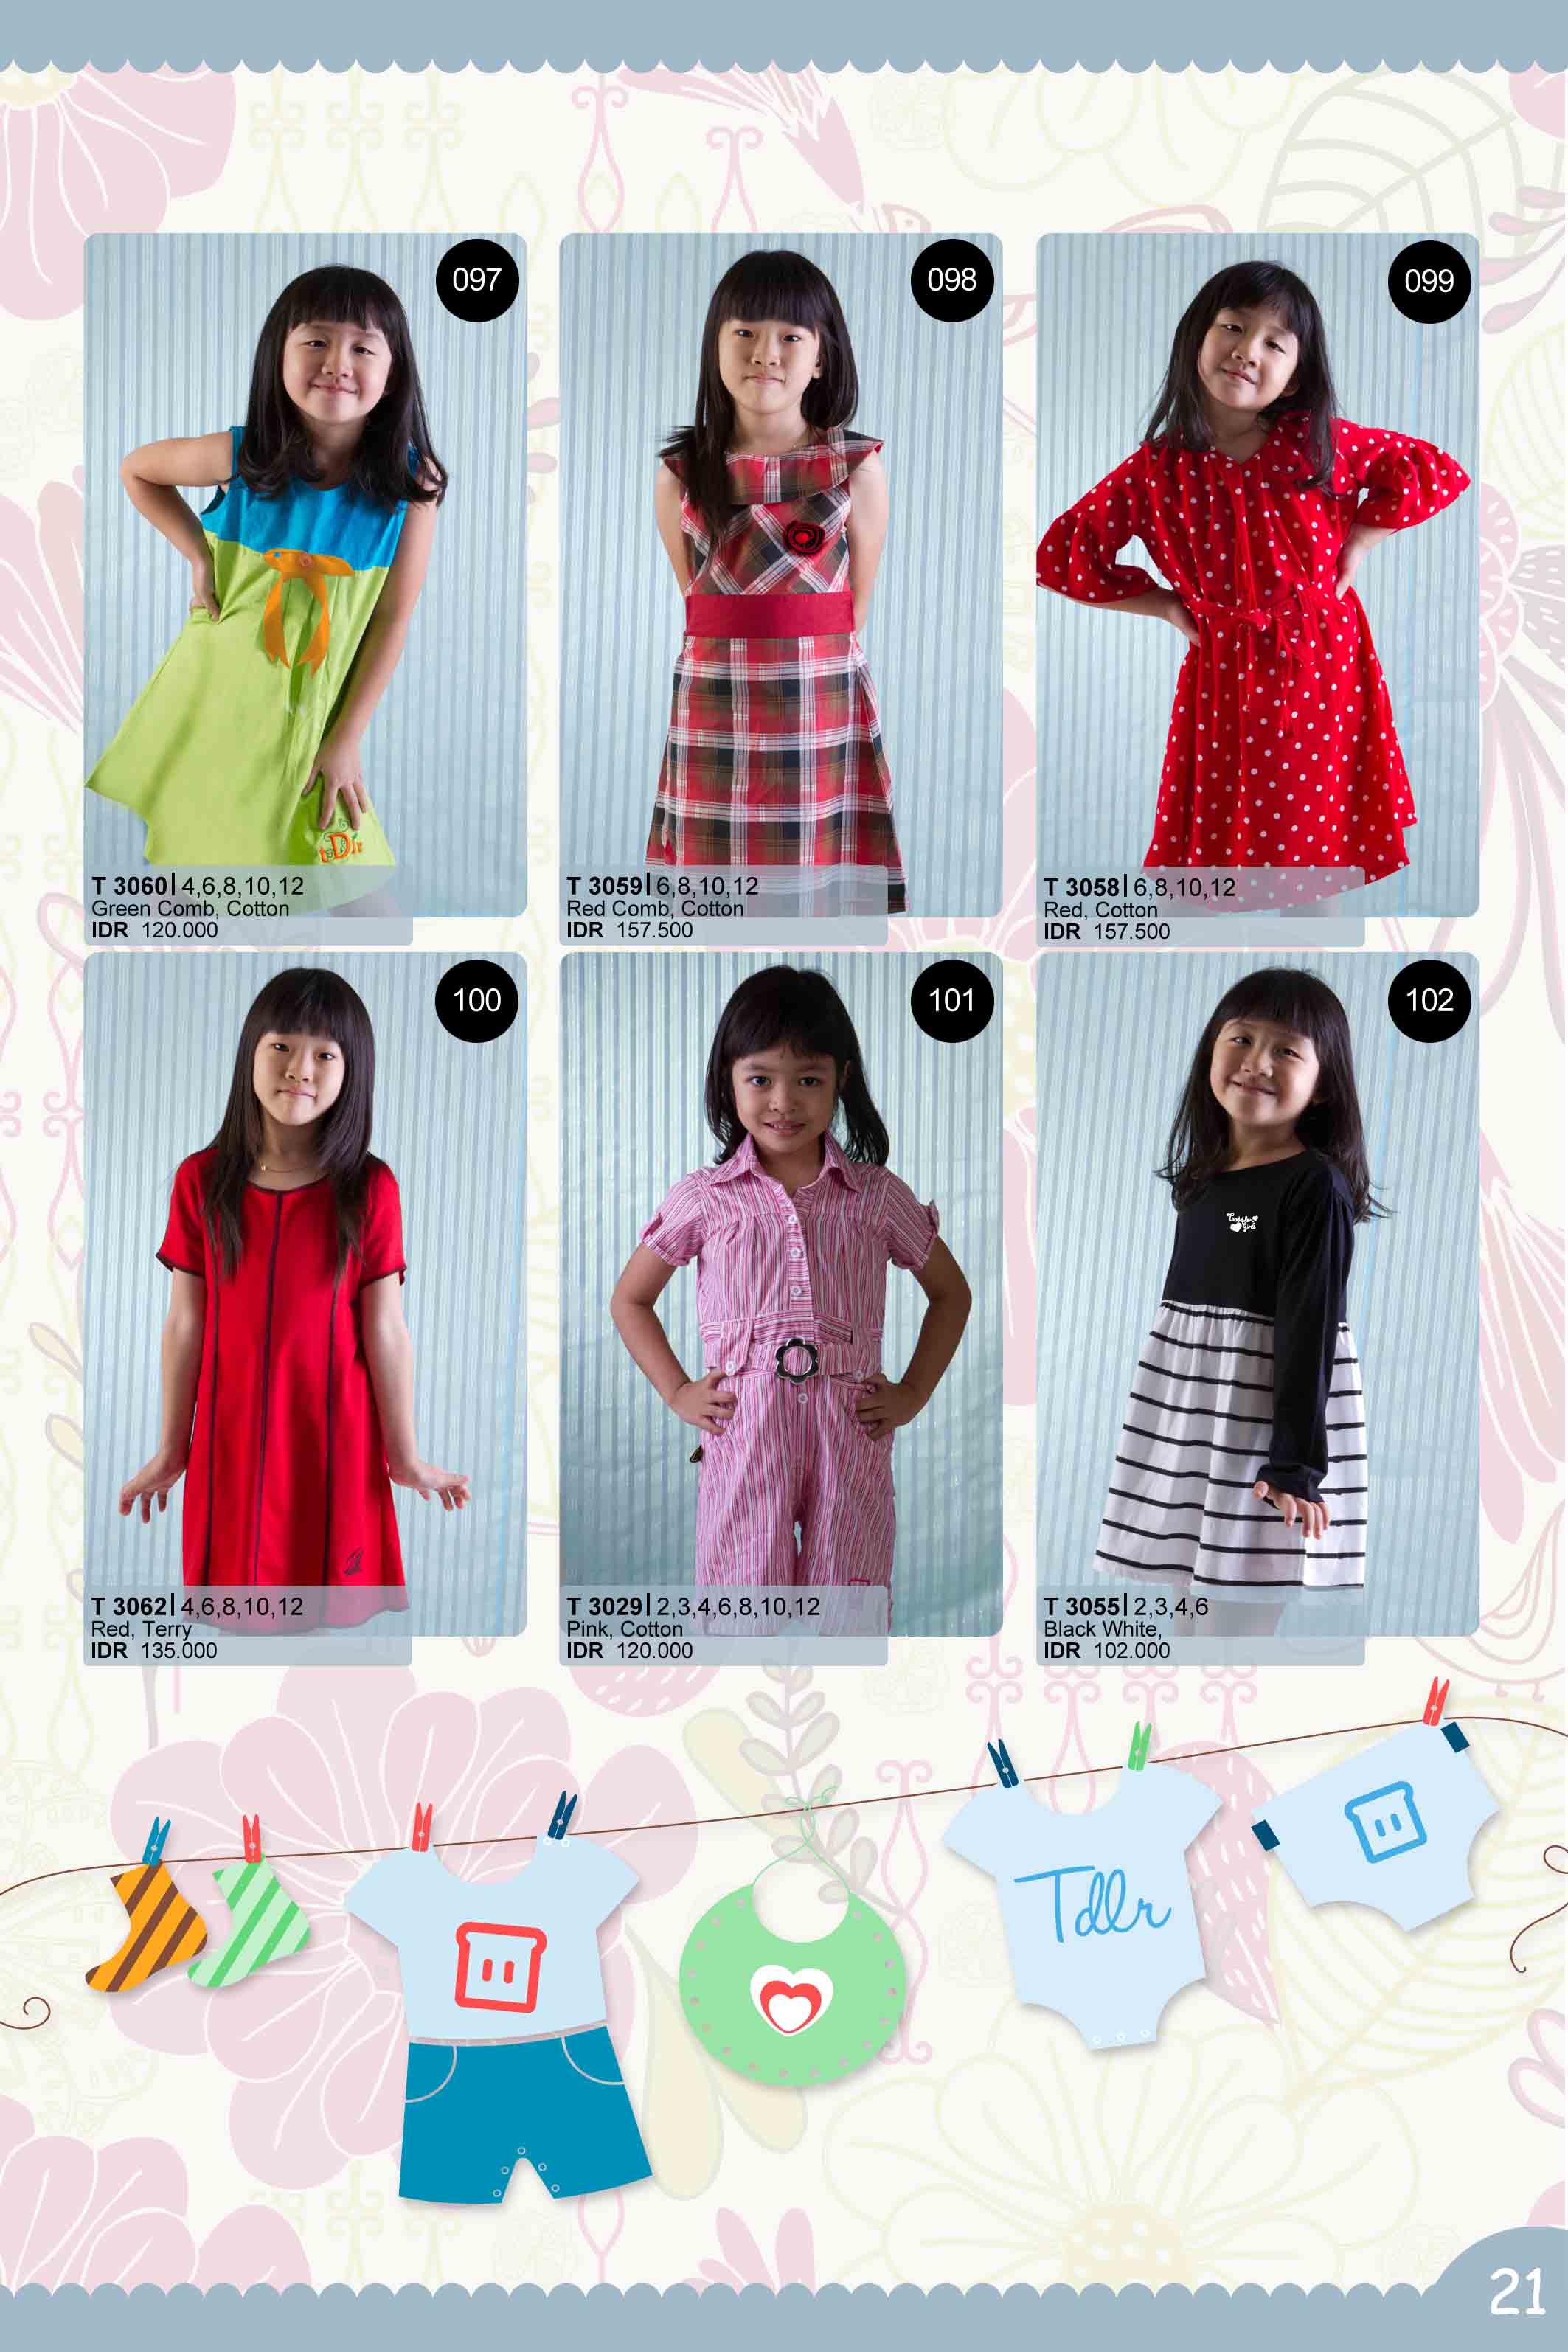 097
T 3060| 4,6,8,10,12
Green Comb, Cotton
IDR 120.000
098
T 3059| 6,8,10,12
Red Comb, Cotton
IDR 157.500
099
T 3058| 6,8,10,12
Red, Cotton
IDR 157.500
100
T 3062| 4,6,8,10,12
Red, Terry
IDR 135.000
101
T 3029| 2,3,4,6,8,10,12
Pink, Cotton
IDR 120.000
102
T 3055| 2,3,4,6
Black White,
IDR 102.000
Tdlr
21